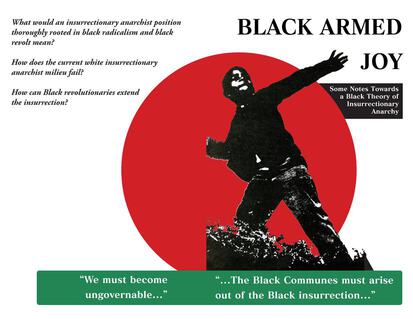 What would an insurrectionary anarchist position
thoroughly rooted in black radicalism and black
revolt mean?
How does the current white insurrectionary
anarchist milieu fail?
How can Black revolutionaries extend
the insurrection?
BLACK ARMED
JOY
Some Notes Towards
a Black Theory of
Insurrectionary
Anarchy
“We must become
ungovernable...”
“...The Black Communes must arise
out of the Black insurrection...”